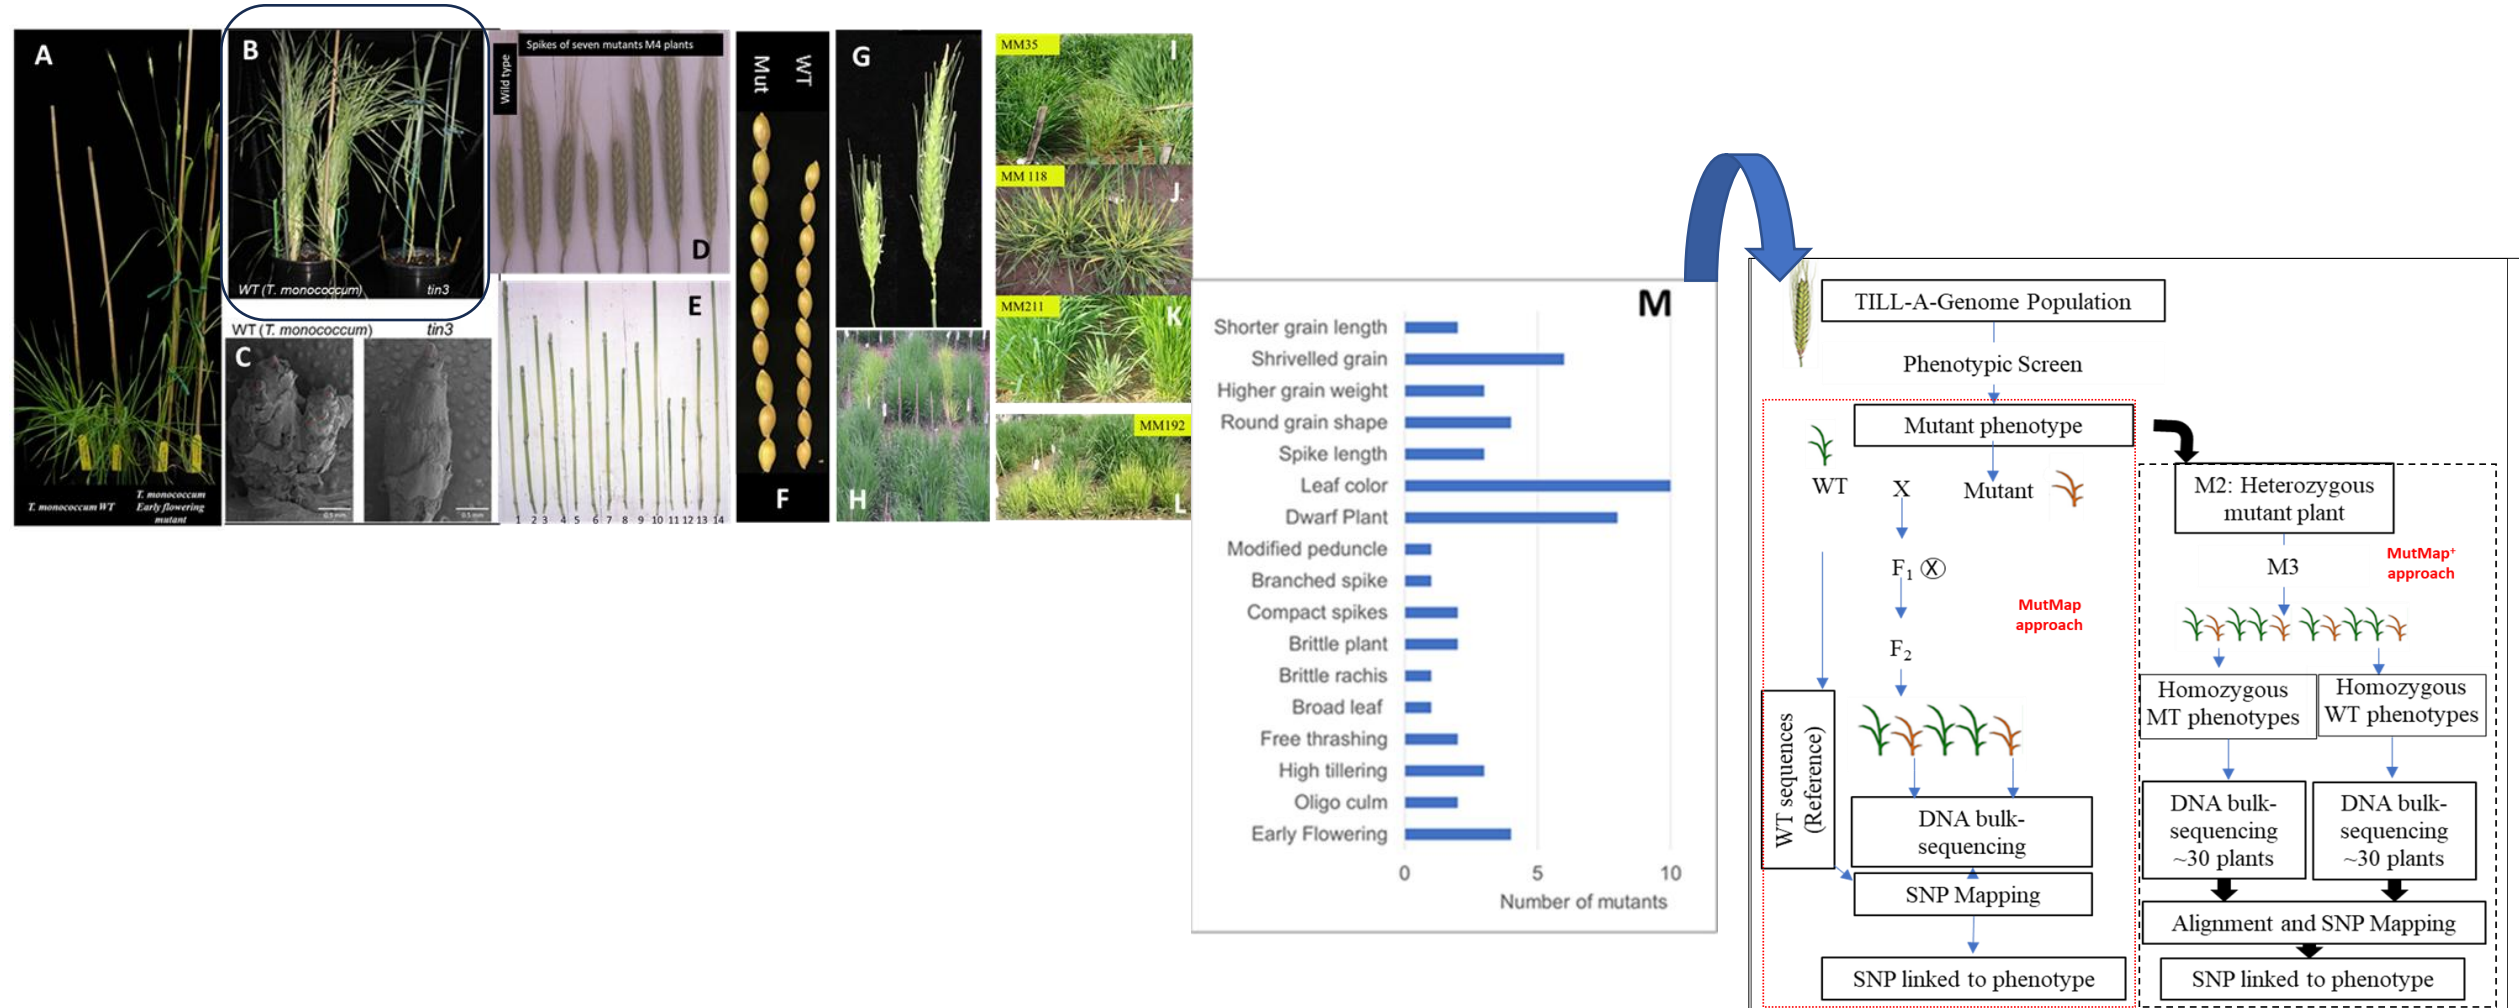 A
T. monococcum WT
T. monococcum
Early flowering
mutant
B
WT (T. monococcum)
tin3
WT (T. monococcum)
tin3
C
0.5 mm
0.5 mm
Wild type
Spikes of seven mutants M4 plants
D
E
1 2 3 4 5 6 7 8 9 10 11 12 13 14
Mut
WT
F
G
H
MM35
I
MM 118
J
MM211
K
MM192
L
M
Shorter grain length
Shrivelled grain
Higher grain weight
Round grain shape
Spike length
Leaf color
Dwarf Plant
Modified peduncle
Branched spike
Compact spikes
Brittle plant
Brittle rachis
Broad leaf
Free thrashing
High tillering
Oligo culm
Early Flowering
0 5 10
Number of mutants
TILL-A-Genome Population
Phenotypic Screen
Mutant phenotype
WT
X
Mutant
F1 X
MutMap
approach
F2
WT sequences
(Reference)
DNA bulk-
sequencing
SNP Mapping
SNP linked to phenotype
M2: Heterozygous
mutant plant
M3
MutMap+
approach
Homozygous
MT phenotypes
Homozygous
WT phenotypes
DNA bulk-
sequencing
~30 plants
DNA bulk-
sequencing
~30 plants
Alignment and SNP Mapping
SNP linked to phenotype